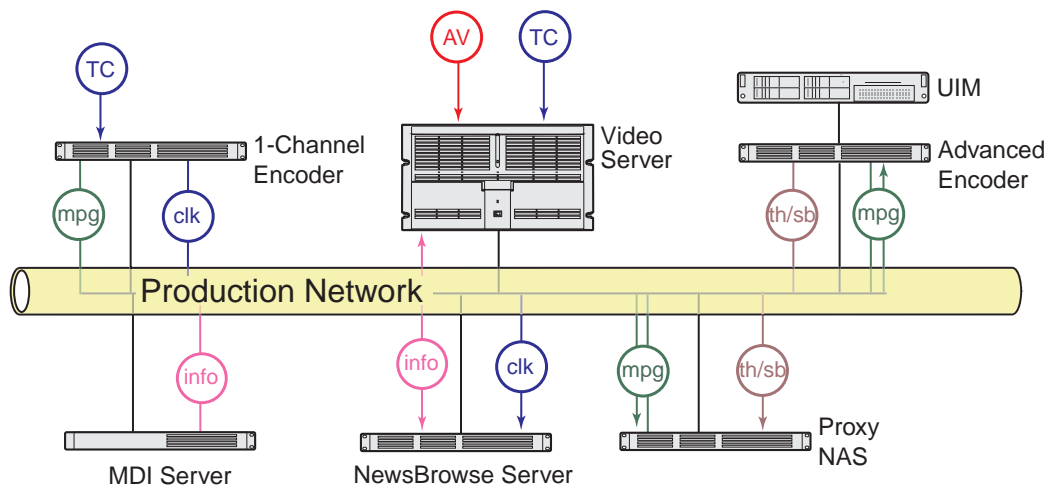 AV
TC
TC
UIM
1-Channel
Encoder
Video
Server
Advanced
Encoder
mpg
clk
th/sb
mpg
Production Network
info
info
clk
mpg
th/sb
MDI Server
NewsBrowse Server
Proxy
NAS